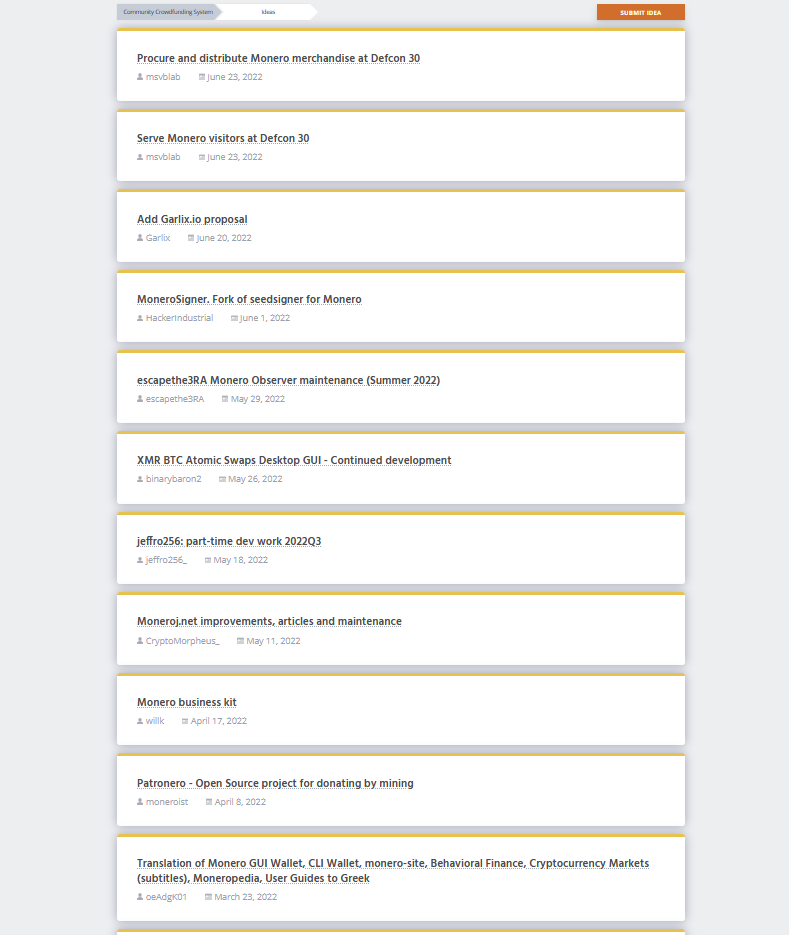 Community Crowdfunding System Ideas SUBMIT IDEA
Procure and distribute Monero merchandise at Defcon 30
msvblab June 23, 2022
Serve Monero visitors at Defcon 30
msvblab June 23, 2022
Add Garlix.io proposal
Garlix June 20, 2022
MoneroSigner. Fork of seedsigner for Monero
HackerIndustrial June 1, 2022
escapethe3RA Monero Observer maintenance (Summer 2022)
escapethe3RA May 29, 2022
XMR BTC Atomic Swaps Desktop GUI - Continued development
binarybaron2 May 26, 2022
jeffro256: part-time dev work 2022Q3
jeffro256_ May 18, 2022
Moneroj.net improvements, articles and maintenance
CryptoMorpheus_ May 11, 2022
Monero business kit
willk April 17, 2022
Patronero - Open Source project for donating by mining
moneroist April 8, 2022
Translation of Monero GUI Wallet, CLI Wallet, monero-site, Behavioral Finance, Cryptocurrency Markets
(subtitles), Moneropedia, User Guides to Greek
oeAdgK01 March 23, 2022